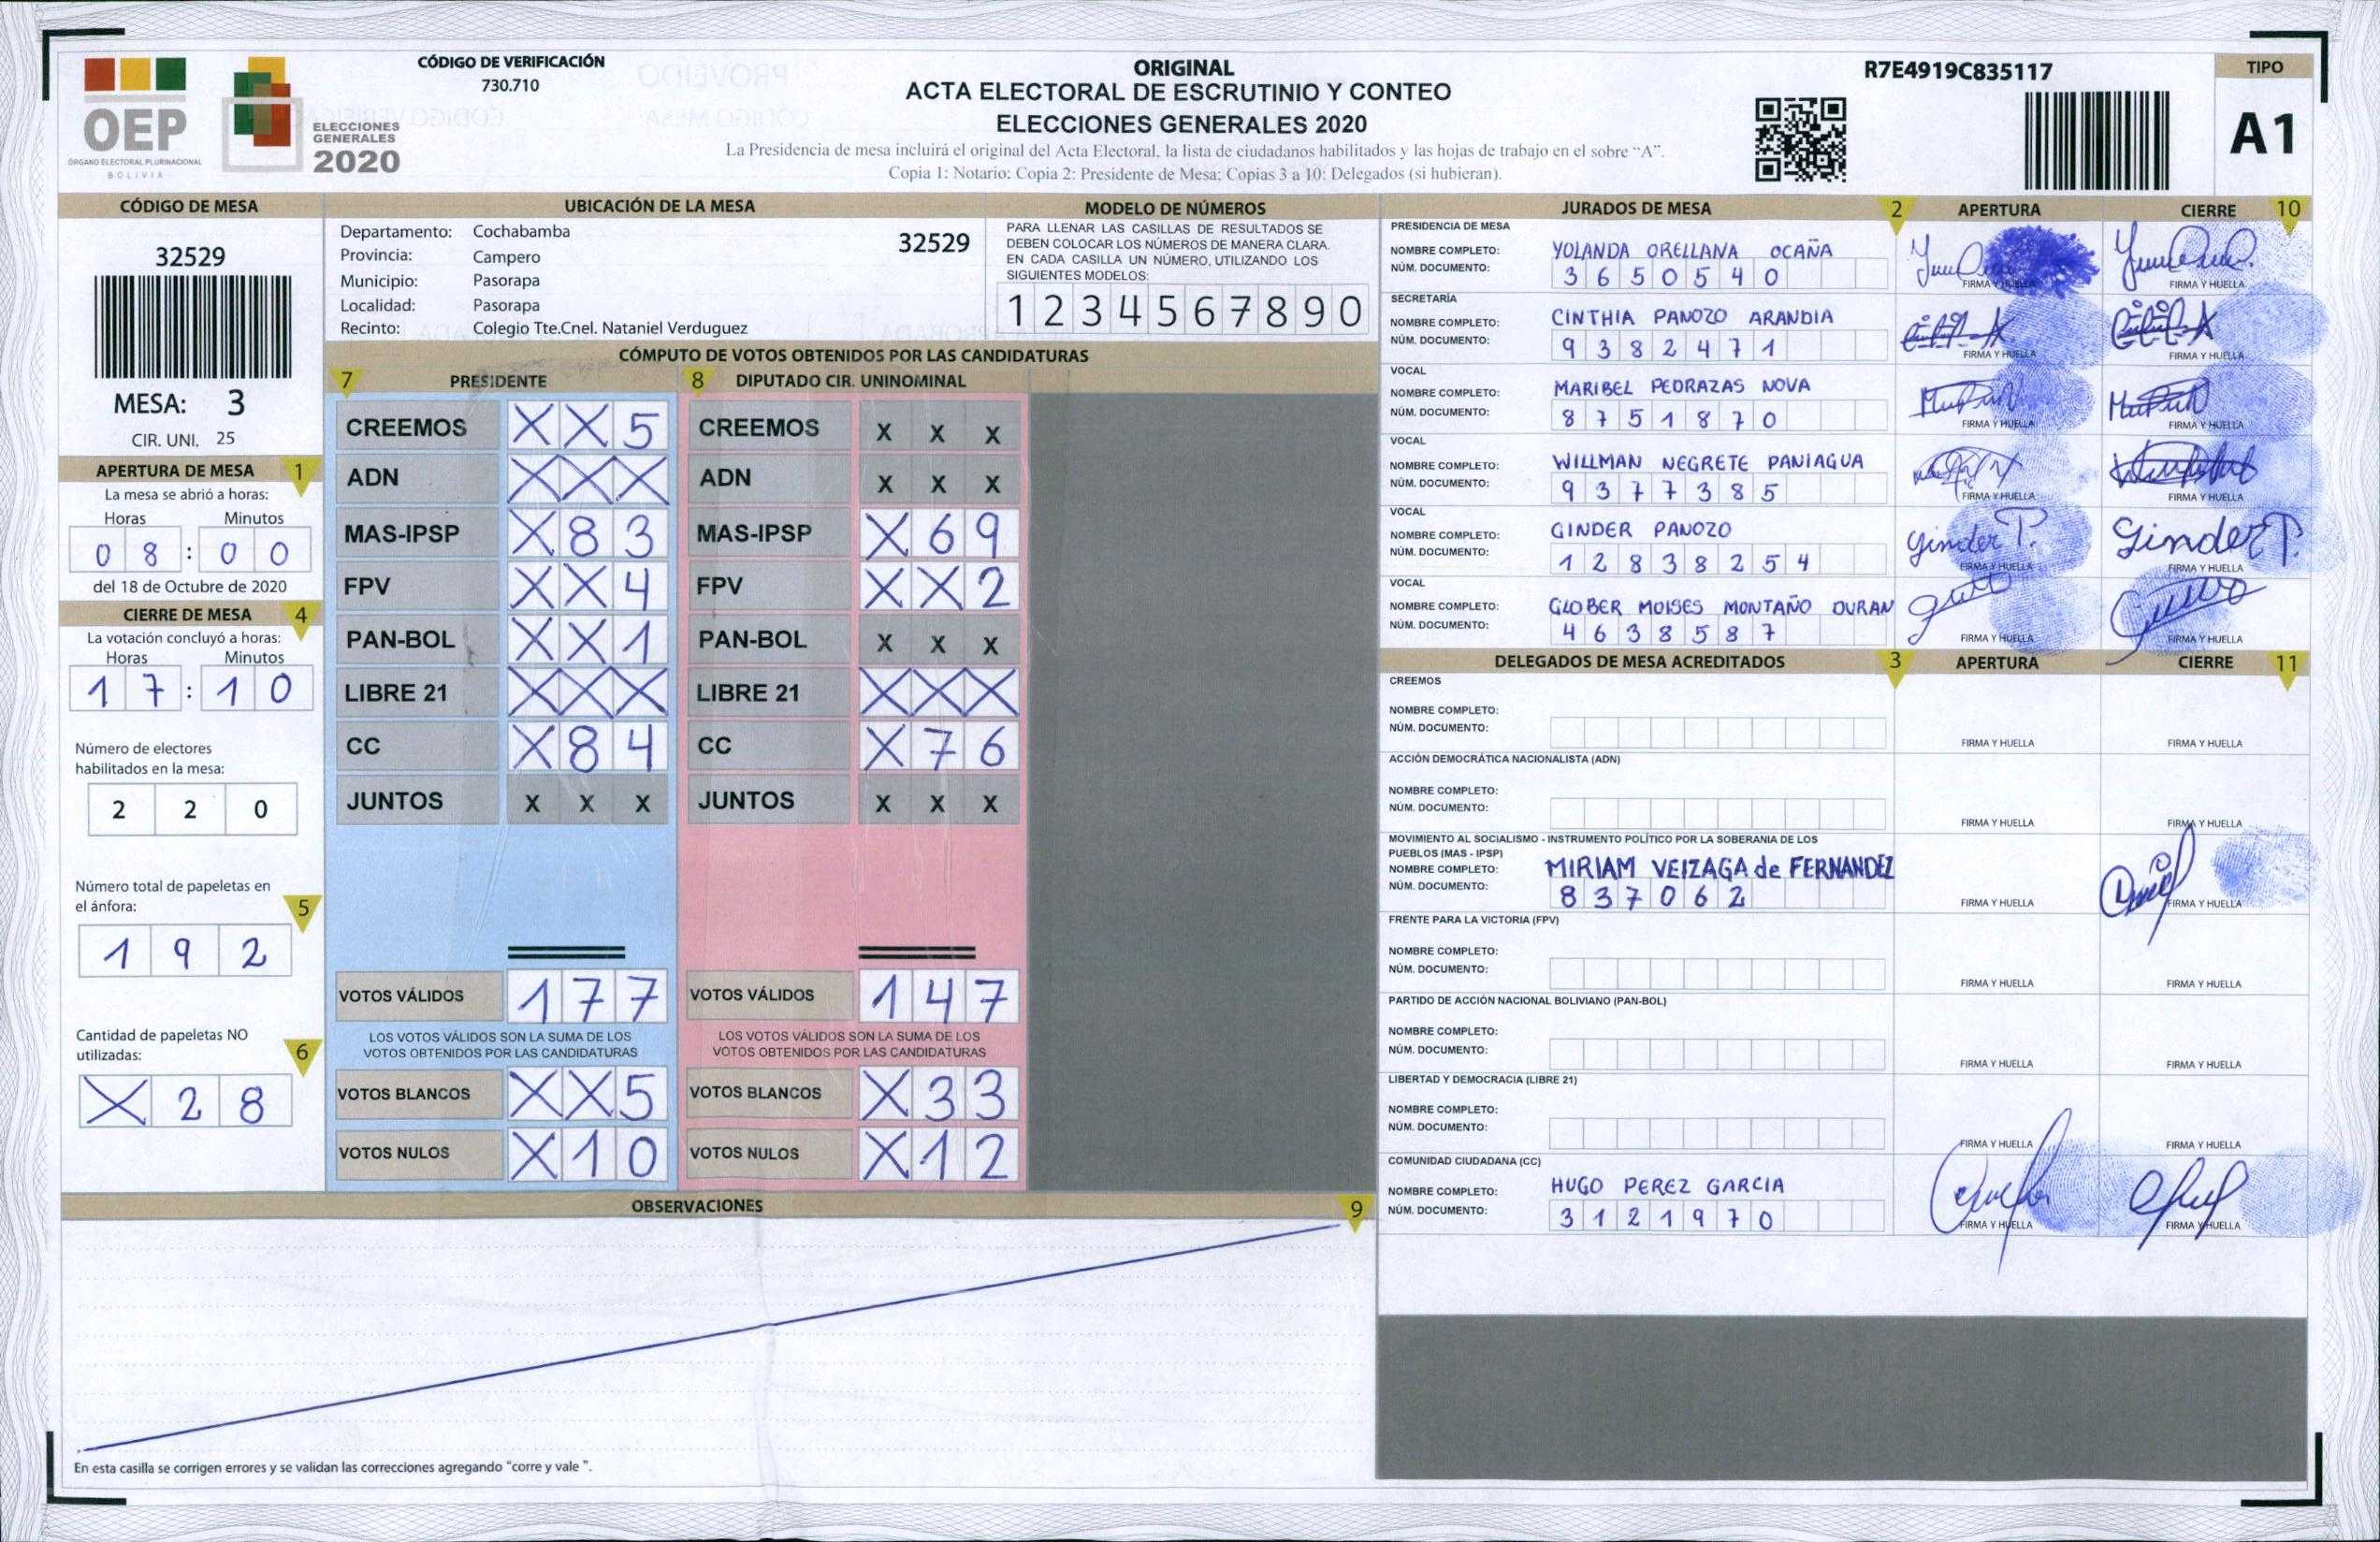 CÓDIGO DE VERIFICACIÓN
730.710
OEP
ÓRGANO ELECTORAL PLURINACIONAL
BOLIVIA
ELECCIONES
GENERALES
2020
ORIGINAL
ACTA ELECTORAL DE ESCRUTINIO Y CONTEO
ELECCIONES GENERALES 2020
La Presidencia de mesa incluirá el original del Acta Electoral, la lista de ciudadanos habilitados y las hojas de trabajo en el sobre "A".
Copia 1: Notario; Copia 2: Presidente de Mesa; Copias 3 a 10: Delegados (si hubieran).
R7E4919C835117
TIPO
A1
CÓDIGO DE MESA
32529
MESA: 3
CIR. UNI. 25
APERTURA DE MESA 1
La mesa se abrió a horas:
Horas Minutos
0 8 : 0 0
del 18 de Octubre de 2020
CIERRE DE MESA 4
La votación concluyó a horas:
Horas Minutos
1 7 : 1 0
Número de electores
habilitados en la mesa:
2 2 0
Número total de papeletas en
el ánfora: 5
1 9 2
Cantidad de papeletas NO
utilizadas: 6
X 2 8
UBICACIÓN DE LA MESA
Departamento: Cochabamba 32529
Provincia: Campero
Municipio: Pasorapa
Localidad: Pasorapa
Recinto: Colegio Tte.Cnel. Nataniel Verduguez
MODELO DE NÚMEROS
PARA LLENAR LAS CASILLAS DE RESULTADOS SE
DEBEN COLOCAR LOS NÚMEROS DE MANERA CLARA.
EN CADA CASILLA UN NÚMERO, UTILIZANDO LOS
SIGUIENTES MODELOS:
1 2 3 4 5 6 7 8 9 0
CÓMPUTO DE VOTOS OBTENIDOS POR LAS CANDIDATURAS
7 PRESIDENTE 8 DIPUTADO CIR. UNINOMINAL
CREEMOS X X 5 CREEMOS X X X
ADN X X X ADN X X X
MAS-IPSP X 8 3 MAS-IPSP X 6 9
FPV X X 4 FPV X X 2
PAN-BOL X X 1 PAN-BOL X X X
LIBRE 21 X X X LIBRE 21 X X X
CC X 8 4 CC X 7 6
JUNTOS X X X JUNTOS X X X
VOTOS VÁLIDOS 1 7 7 VOTOS VÁLIDOS 1 4 7
LOS VOTOS VÁLIDOS SON LA SUMA DE LOS LOS VOTOS VÁLIDOS SON LA SUMA DE LOS
VOTOS OBTENIDOS POR LAS CANDIDATURAS VOTOS OBTENIDOS POR LAS CANDIDATURAS
VOTOS BLANCOS X X 5 VOTOS BLANCOS X 3 3
VOTOS NULOS X 1 0 VOTOS NULOS X 1 2
OBSERVACIONES 9
En esta casilla se corrigen errores y se validan las correcciones agregando "corre y vale ".
JURADOS DE MESA 2 APERTURA CIERRE 10
PRESIDENCIA DE MESA
NOMBRE COMPLETO: YOLANDA ORELLANA OCAÑA
NÚM. DOCUMENTO: 3 6 5 0 5 4 0 FIRMA Y HUELLA FIRMA Y HUELLA
SECRETARÍA
NOMBRE COMPLETO: CINTHIA PANOZO ARANDIA
NÚM. DOCUMENTO: 9 3 8 2 4 7 1 FIRMA Y HUELLA FIRMA Y HUELLA
VOCAL
NOMBRE COMPLETO: MARIBEL PEDRAZAS NOVA
NÚM. DOCUMENTO: 8 7 5 1 8 7 0 FIRMA Y HUELLA FIRMA Y HUELLA
VOCAL
NOMBRE COMPLETO: WILLMAN NEGRETE PANIAGUA
NÚM. DOCUMENTO: 9 3 7 7 3 8 5 FIRMA Y HUELLA FIRMA Y HUELLA
VOCAL
NOMBRE COMPLETO: GINDER PANOZO Ginder P. Ginder P.
NÚM. DOCUMENTO: 1 2 8 3 8 2 5 4 FIRMA Y HUELLA FIRMA Y HUELLA
VOCAL
NOMBRE COMPLETO: GLOBER MOISES MONTAÑO DURAN
NÚM. DOCUMENTO: 4 6 3 8 5 8 7 FIRMA Y HUELLA FIRMA Y HUELLA
DELEGADOS DE MESA ACREDITADOS 3 APERTURA CIERRE 11
CREEMOS
NOMBRE COMPLETO:
NÚM. DOCUMENTO: FIRMA Y HUELLA FIRMA Y HUELLA
ACCIÓN DEMOCRÁTICA NACIONALISTA (ADN)
NOMBRE COMPLETO:
NÚM. DOCUMENTO: FIRMA Y HUELLA FIRMA Y HUELLA
MOVIMIENTO AL SOCIALISMO - INSTRUMENTO POLÍTICO POR LA SOBERANIA DE LOS
PUEBLOS (MAS - IPSP)
NOMBRE COMPLETO: MIRIAM VEIZAGA de FERNANDEZ
NÚM. DOCUMENTO: 8 3 7 0 6 2 FIRMA Y HUELLA FIRMA Y HUELLA
FRENTE PARA LA VICTORIA (FPV)
NOMBRE COMPLETO:
NÚM. DOCUMENTO: FIRMA Y HUELLA FIRMA Y HUELLA
PARTIDO DE ACCIÓN NACIONAL BOLIVIANO (PAN-BOL)
NOMBRE COMPLETO:
NÚM. DOCUMENTO: FIRMA Y HUELLA FIRMA Y HUELLA
LIBERTAD Y DEMOCRACIA (LIBRE 21)
NOMBRE COMPLETO:
NÚM. DOCUMENTO: FIRMA Y HUELLA FIRMA Y HUELLA
COMUNIDAD CIUDADANA (CC)
NOMBRE COMPLETO: HUGO PEREZ GARCIA
NÚM. DOCUMENTO: 3 1 2 1 9 7 0 FIRMA Y HUELLA FIRMA Y HUELLA